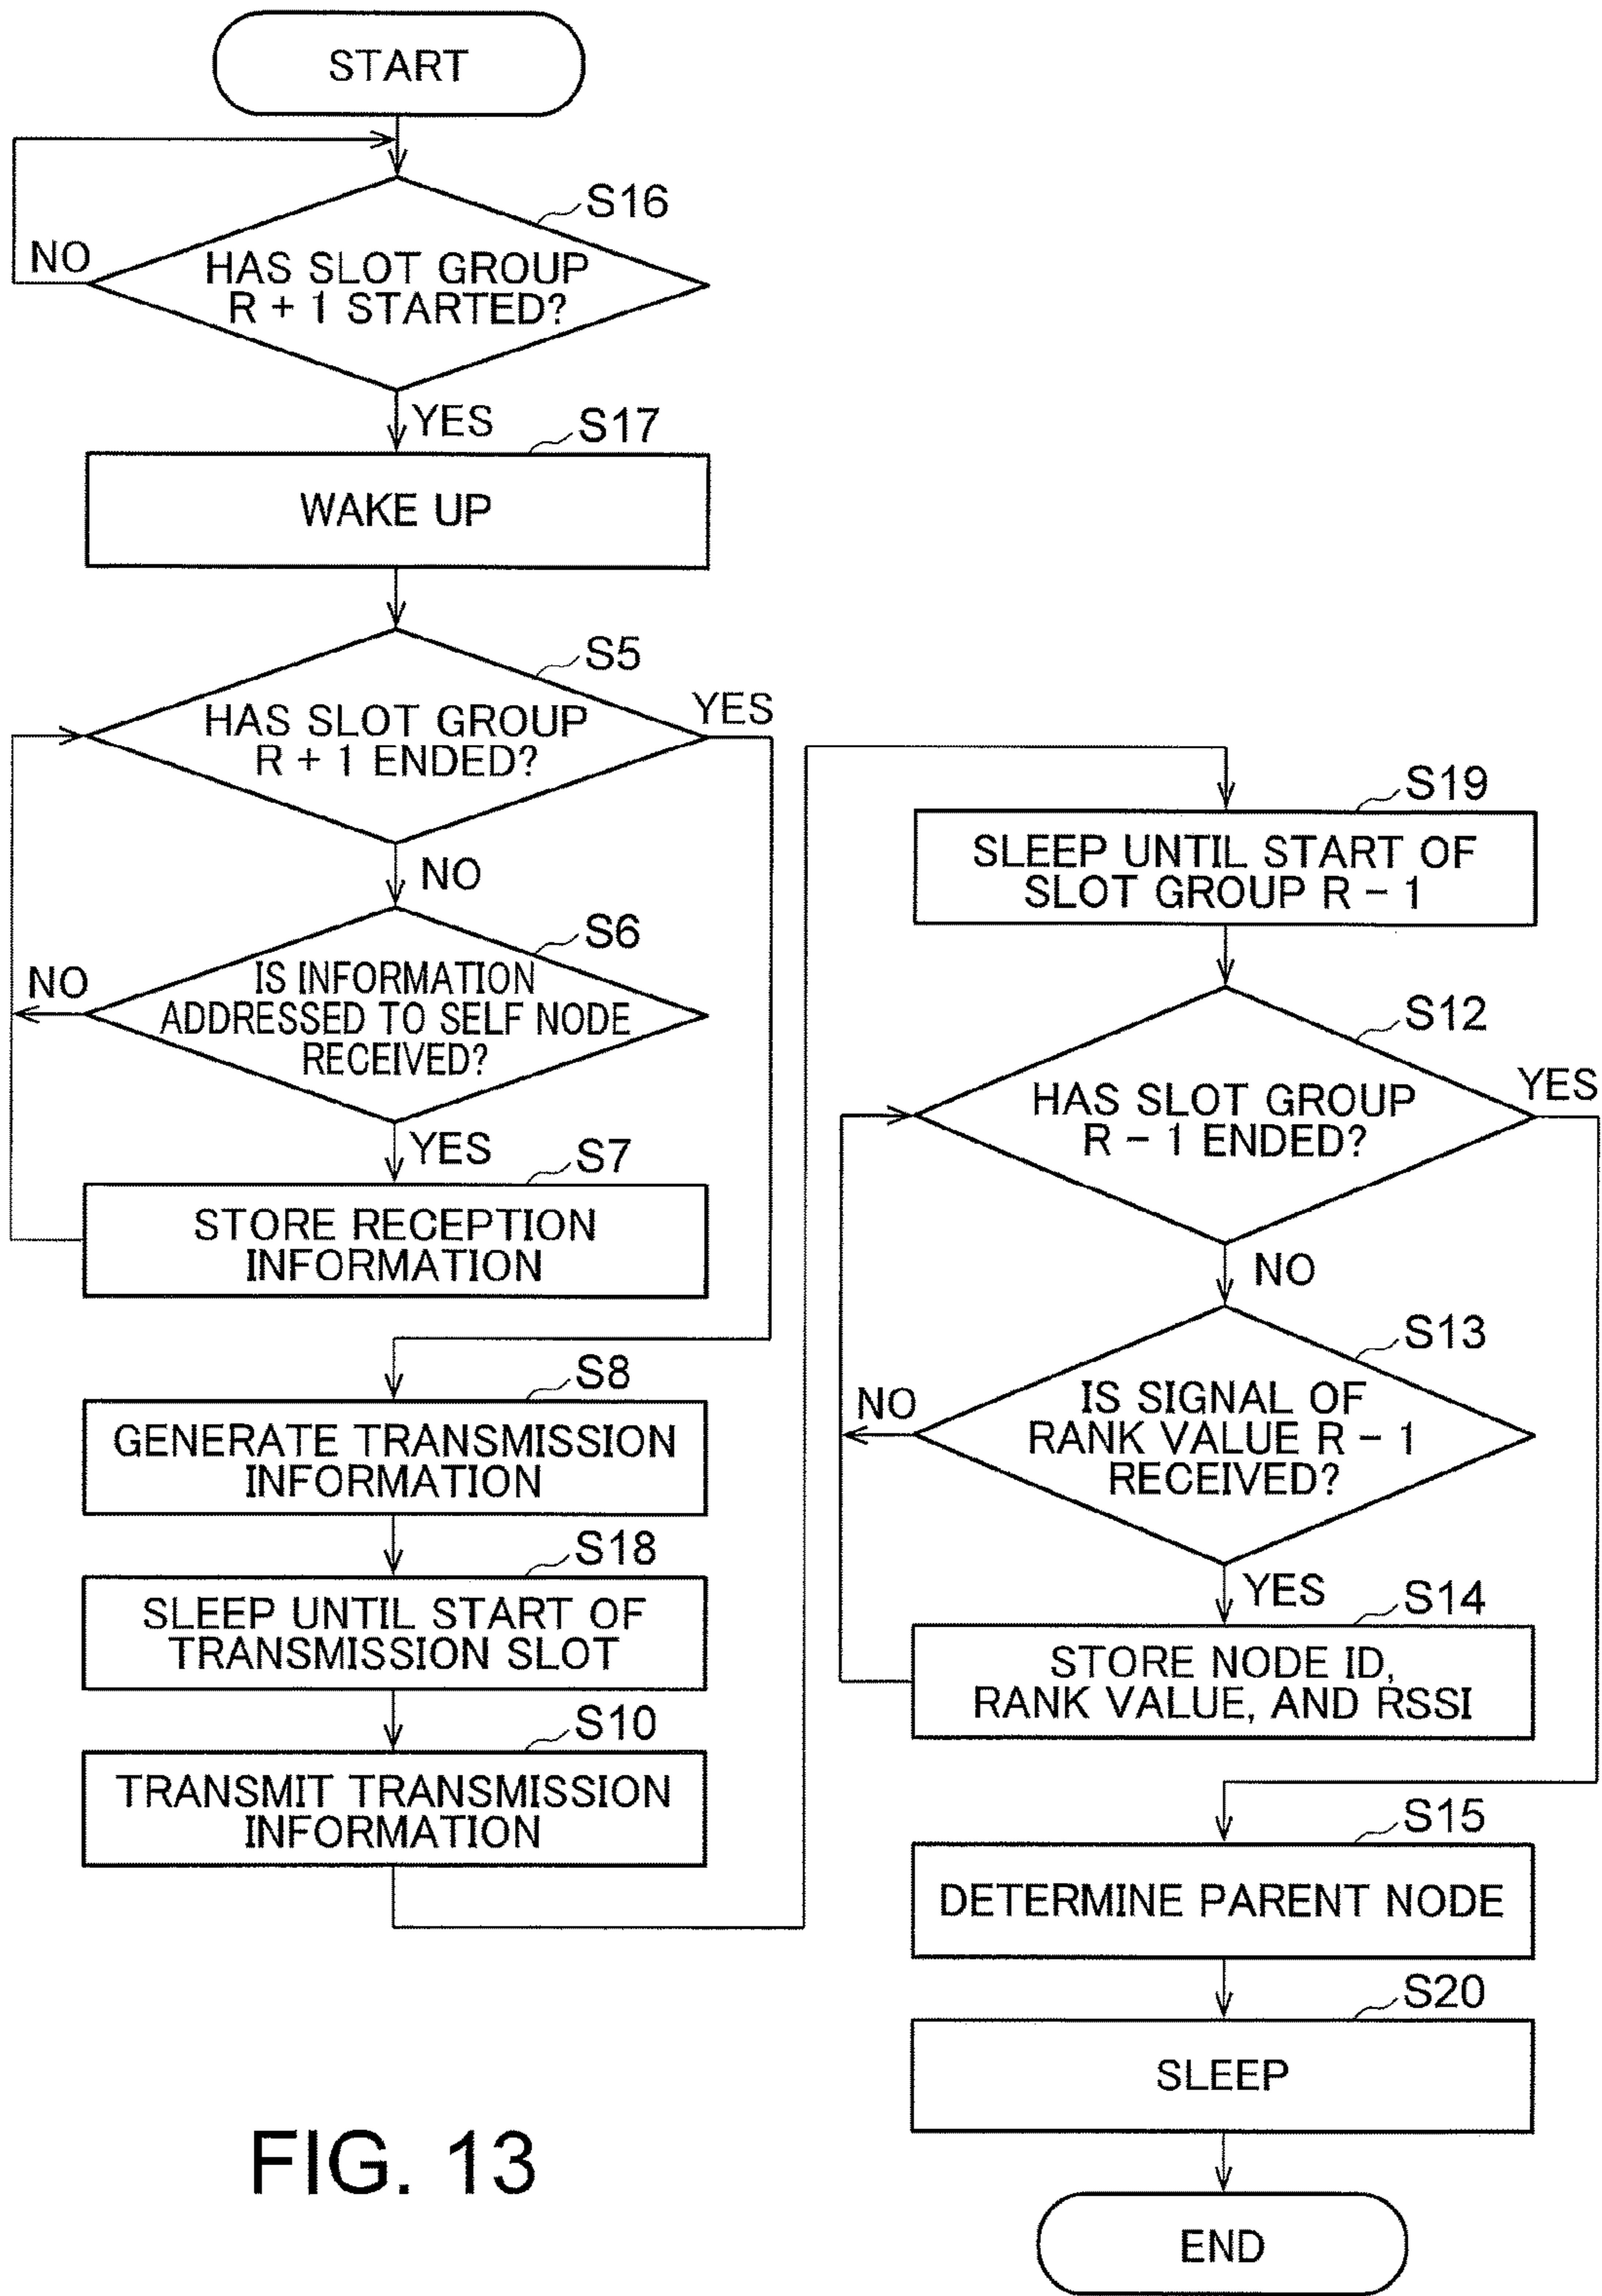 START
S16
NO
HAS SLOT GROUP
R + 1 STARTED?
YES
S17
WAKE UP
S5
YES
HAS SLOT GROUP
R + 1 ENDED?
NO
S6
NO
IS INFORMATION
ADDRESSED TO SELF NODE
RECEIVED?
YES
S7
STORE RECEPTION
INFORMATION
S8
GENERATE TRANSMISSION
INFORMATION
S18
SLEEP UNTIL START OF
TRANSMISSION SLOT
S10
TRANSMIT TRANSMISSION
INFORMATION
S19
SLEEP UNTIL START OF
SLOT GROUP R - 1
S12
YES
HAS SLOT GROUP
R - 1 ENDED?
NO
S13
NO
IS SIGNAL OF
RANK VALUE R - 1
RECEIVED?
YES
S14
STORE NODE ID,
RANK VALUE, AND RSSI
S15
DETERMINE PARENT NODE
S20
SLEEP
END
FIG. 13